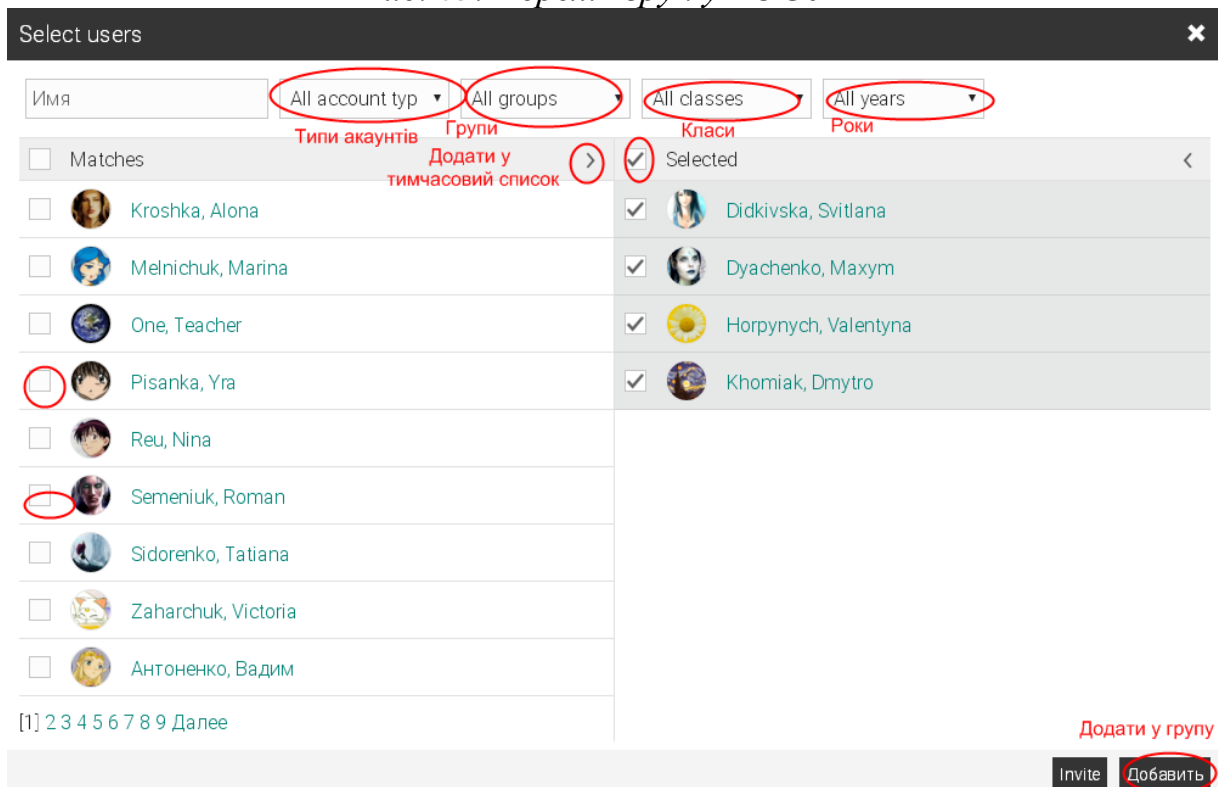 Select users
Имя
All account typ
All groups
All classes
All years
Типи акаунтів
Групи
Класи
Роки
Matches
Додати у
тимчасовий список
Selected
Kroshka, Alona
Didkivska, Svitlana
Melnichuk, Marina
Dyachenko, Maxym
One, Teacher
Horpynych, Valentyna
Pisanka, Yra
Khomiak, Dmytro
Reu, Nina
Semeniuk, Roman
Sidorenko, Tatiana
Zaharchuk, Victoria
Антоненко, Вадим
[1] 2 3 4 5 6 7 8 9 Далее
Додати у групу
Invite
Добавить